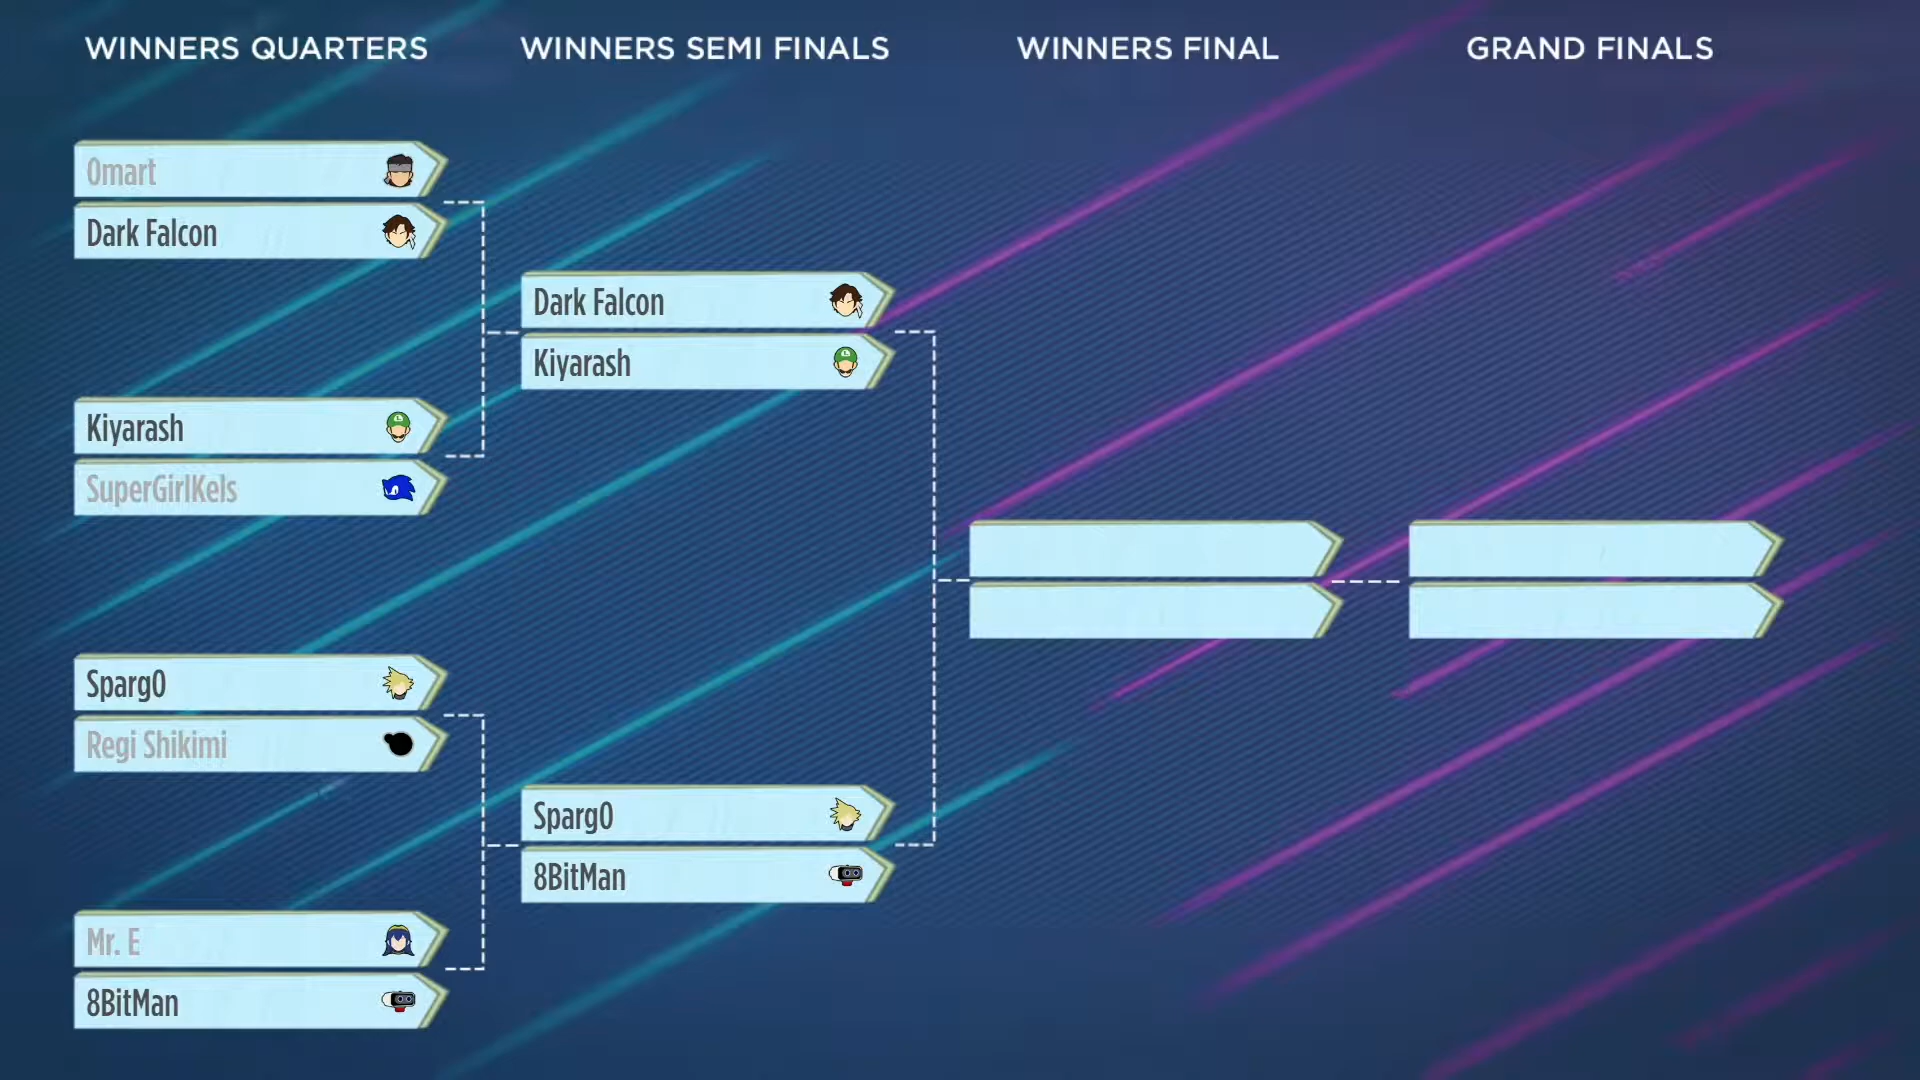 WINNERS QUARTERS
WINNERS SEMI FINALS
WINNERS FINAL
GRAND FINALS
Omart
Dark Falcon
Kiyarash
SuperGirlKels
Sparg0
Regi Shikimi
Mr. E
8BitMan
Dark Falcon
Kiyarash
Sparg0
8BitMan